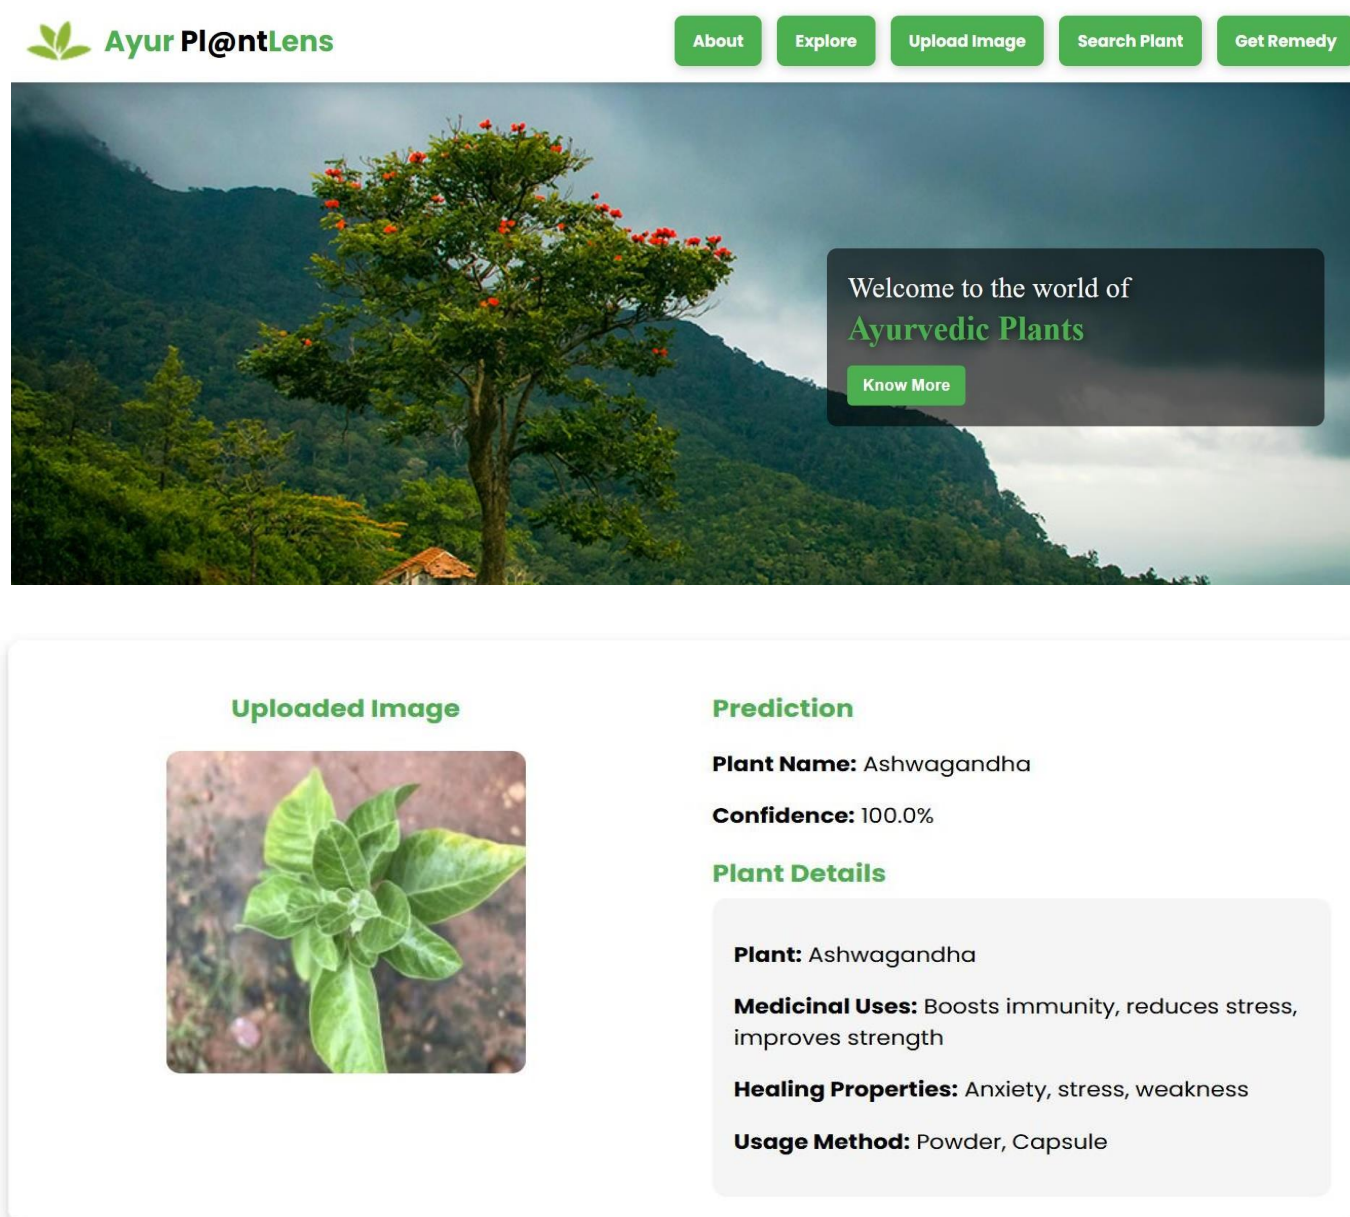 Ayur Pl@ntLens
About
Explore
Upload Image
Search Plant
Get Remedy
Welcome to the world of
Ayurvedic Plants
Know More
Uploaded Image
Prediction
Plant Name: Ashwagandha
Confidence: 100.0%
Plant Details
Plant: Ashwagandha
Medicinal Uses: Boosts immunity, reduces stress,
improves strength
Healing Properties: Anxiety, stress, weakness
Usage Method: Powder, Capsule